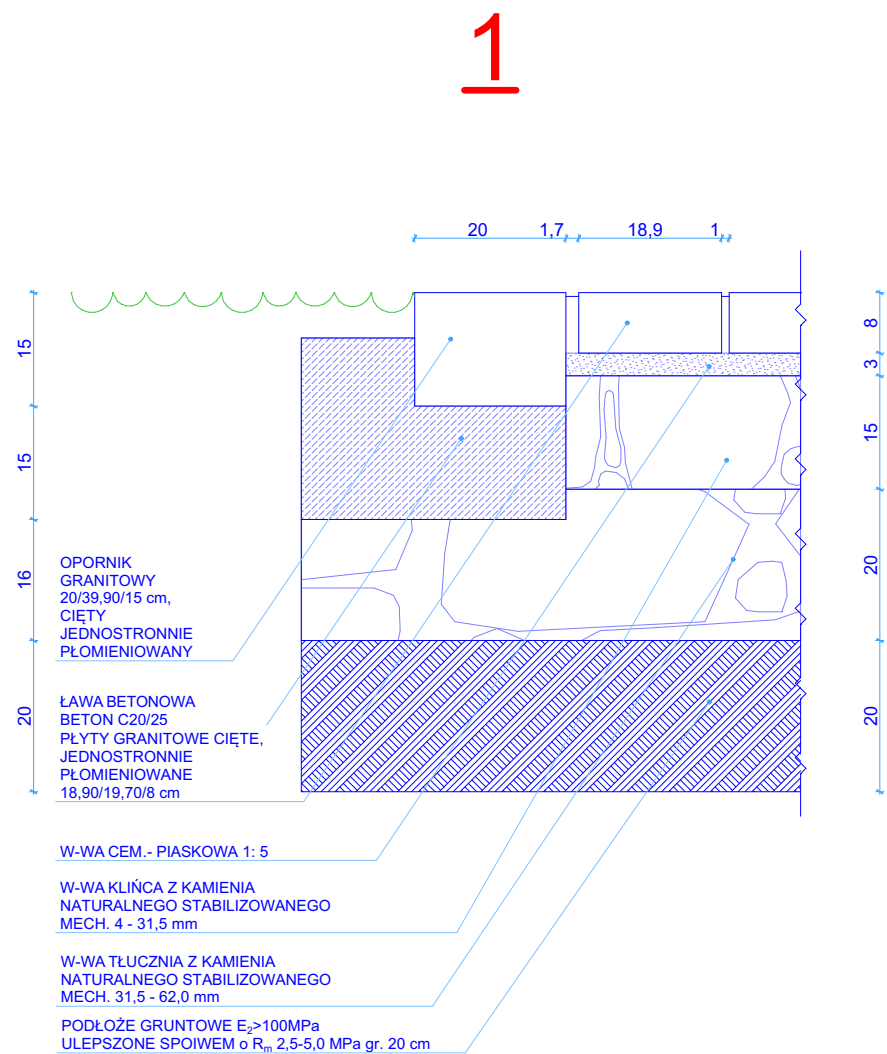 1
20 1,7 18,9 1
15
15
16
20
8
3
15
20
20
OPORNIK
GRANITOWY
20/39,90/15 cm,
CIĘTY
JEDNOSTRONNIE
PŁOMIENIOWANY
ŁAWA BETONOWA
BETON C20/25
PŁYTY GRANITOWE CIĘTE,
JEDNOSTRONNIE
PŁOMIENIOWANE
18,90/19,70/8 cm
W-WA CEM.- PIASKOWA 1: 5
W-WA KLIŃCA Z KAMIENIA
NATURALNEGO STABILIZOWANEGO
MECH. 4 - 31,5 mm
W-WA TŁUCZNIA Z KAMIENIA
NATURALNEGO STABILIZOWANEGO
MECH. 31,5 - 62,0 mm
PODŁOŻE GRUNTOWE E₂>100MPa
ULEPSZONE SPOIWEM o Rₘ 2,5-5,0 MPa gr. 20 cm